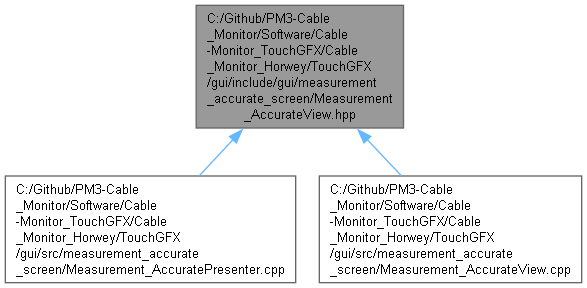 C:/Github/PM3-Cable
_Monitor/Software/Cable
-Monitor_TouchGFX/Cable
_Monitor_Horwey/TouchGFX
/gui/include/gui/measurement
_accurate_screen/Measurement
_AccurateView.hpp
C:/Github/PM3-Cable
_Monitor/Software/Cable
-Monitor_TouchGFX/Cable
_Monitor_Horwey/TouchGFX
/gui/src/measurement_accurate
_screen/Measurement_AccuratePresenter.cpp
C:/Github/PM3-Cable
_Monitor/Software/Cable
-Monitor_TouchGFX/Cable
_Monitor_Horwey/TouchGFX
/gui/src/measurement_accurate
_screen/Measurement_AccurateView.cpp